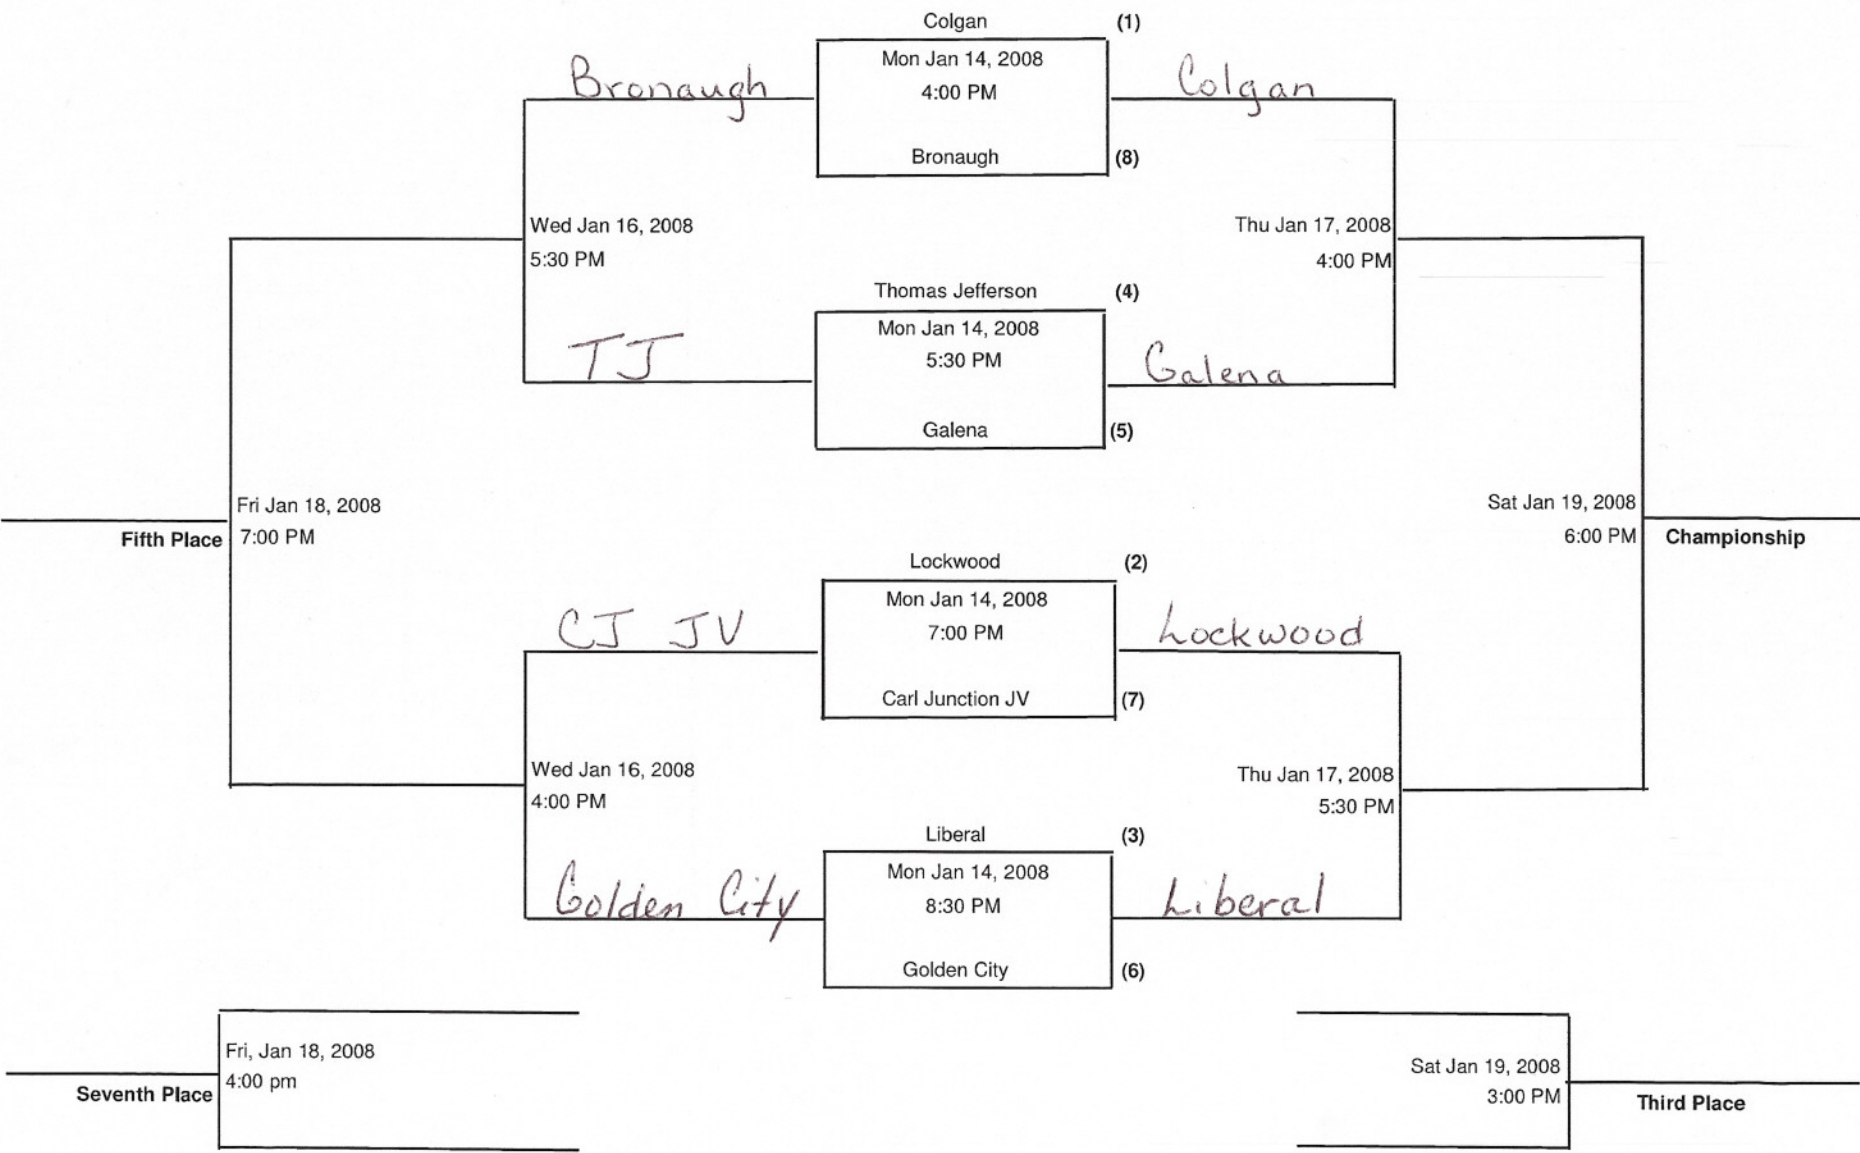 Colgan (1)
Mon Jan 14, 2008
Bronaugh Colgan
4:00 PM
Bronaugh (8)
Wed Jan 16, 2008 Thu Jan 17, 2008
5:30 PM 4:00 PM
Thomas Jefferson (4)
Mon Jan 14, 2008
TJ 5:30 PM Galena
Galena (5)
Fri Jan 18, 2008 Sat Jan 19, 2008
Fifth Place 7:00 PM 6:00 PM Championship
Lockwood (2)
Mon Jan 14, 2008
CJ JV 7:00 PM Lockwood
Carl Junction JV (7)
Wed Jan 16, 2008 Thu Jan 17, 2008
4:00 PM 5:30 PM
Liberal (3)
Mon Jan 14, 2008
Golden City 8:30 PM Liberal
Golden City (6)
Fri, Jan 18, 2008 Sat Jan 19, 2008
Seventh Place 4:00 pm 3:00 PM Third Place